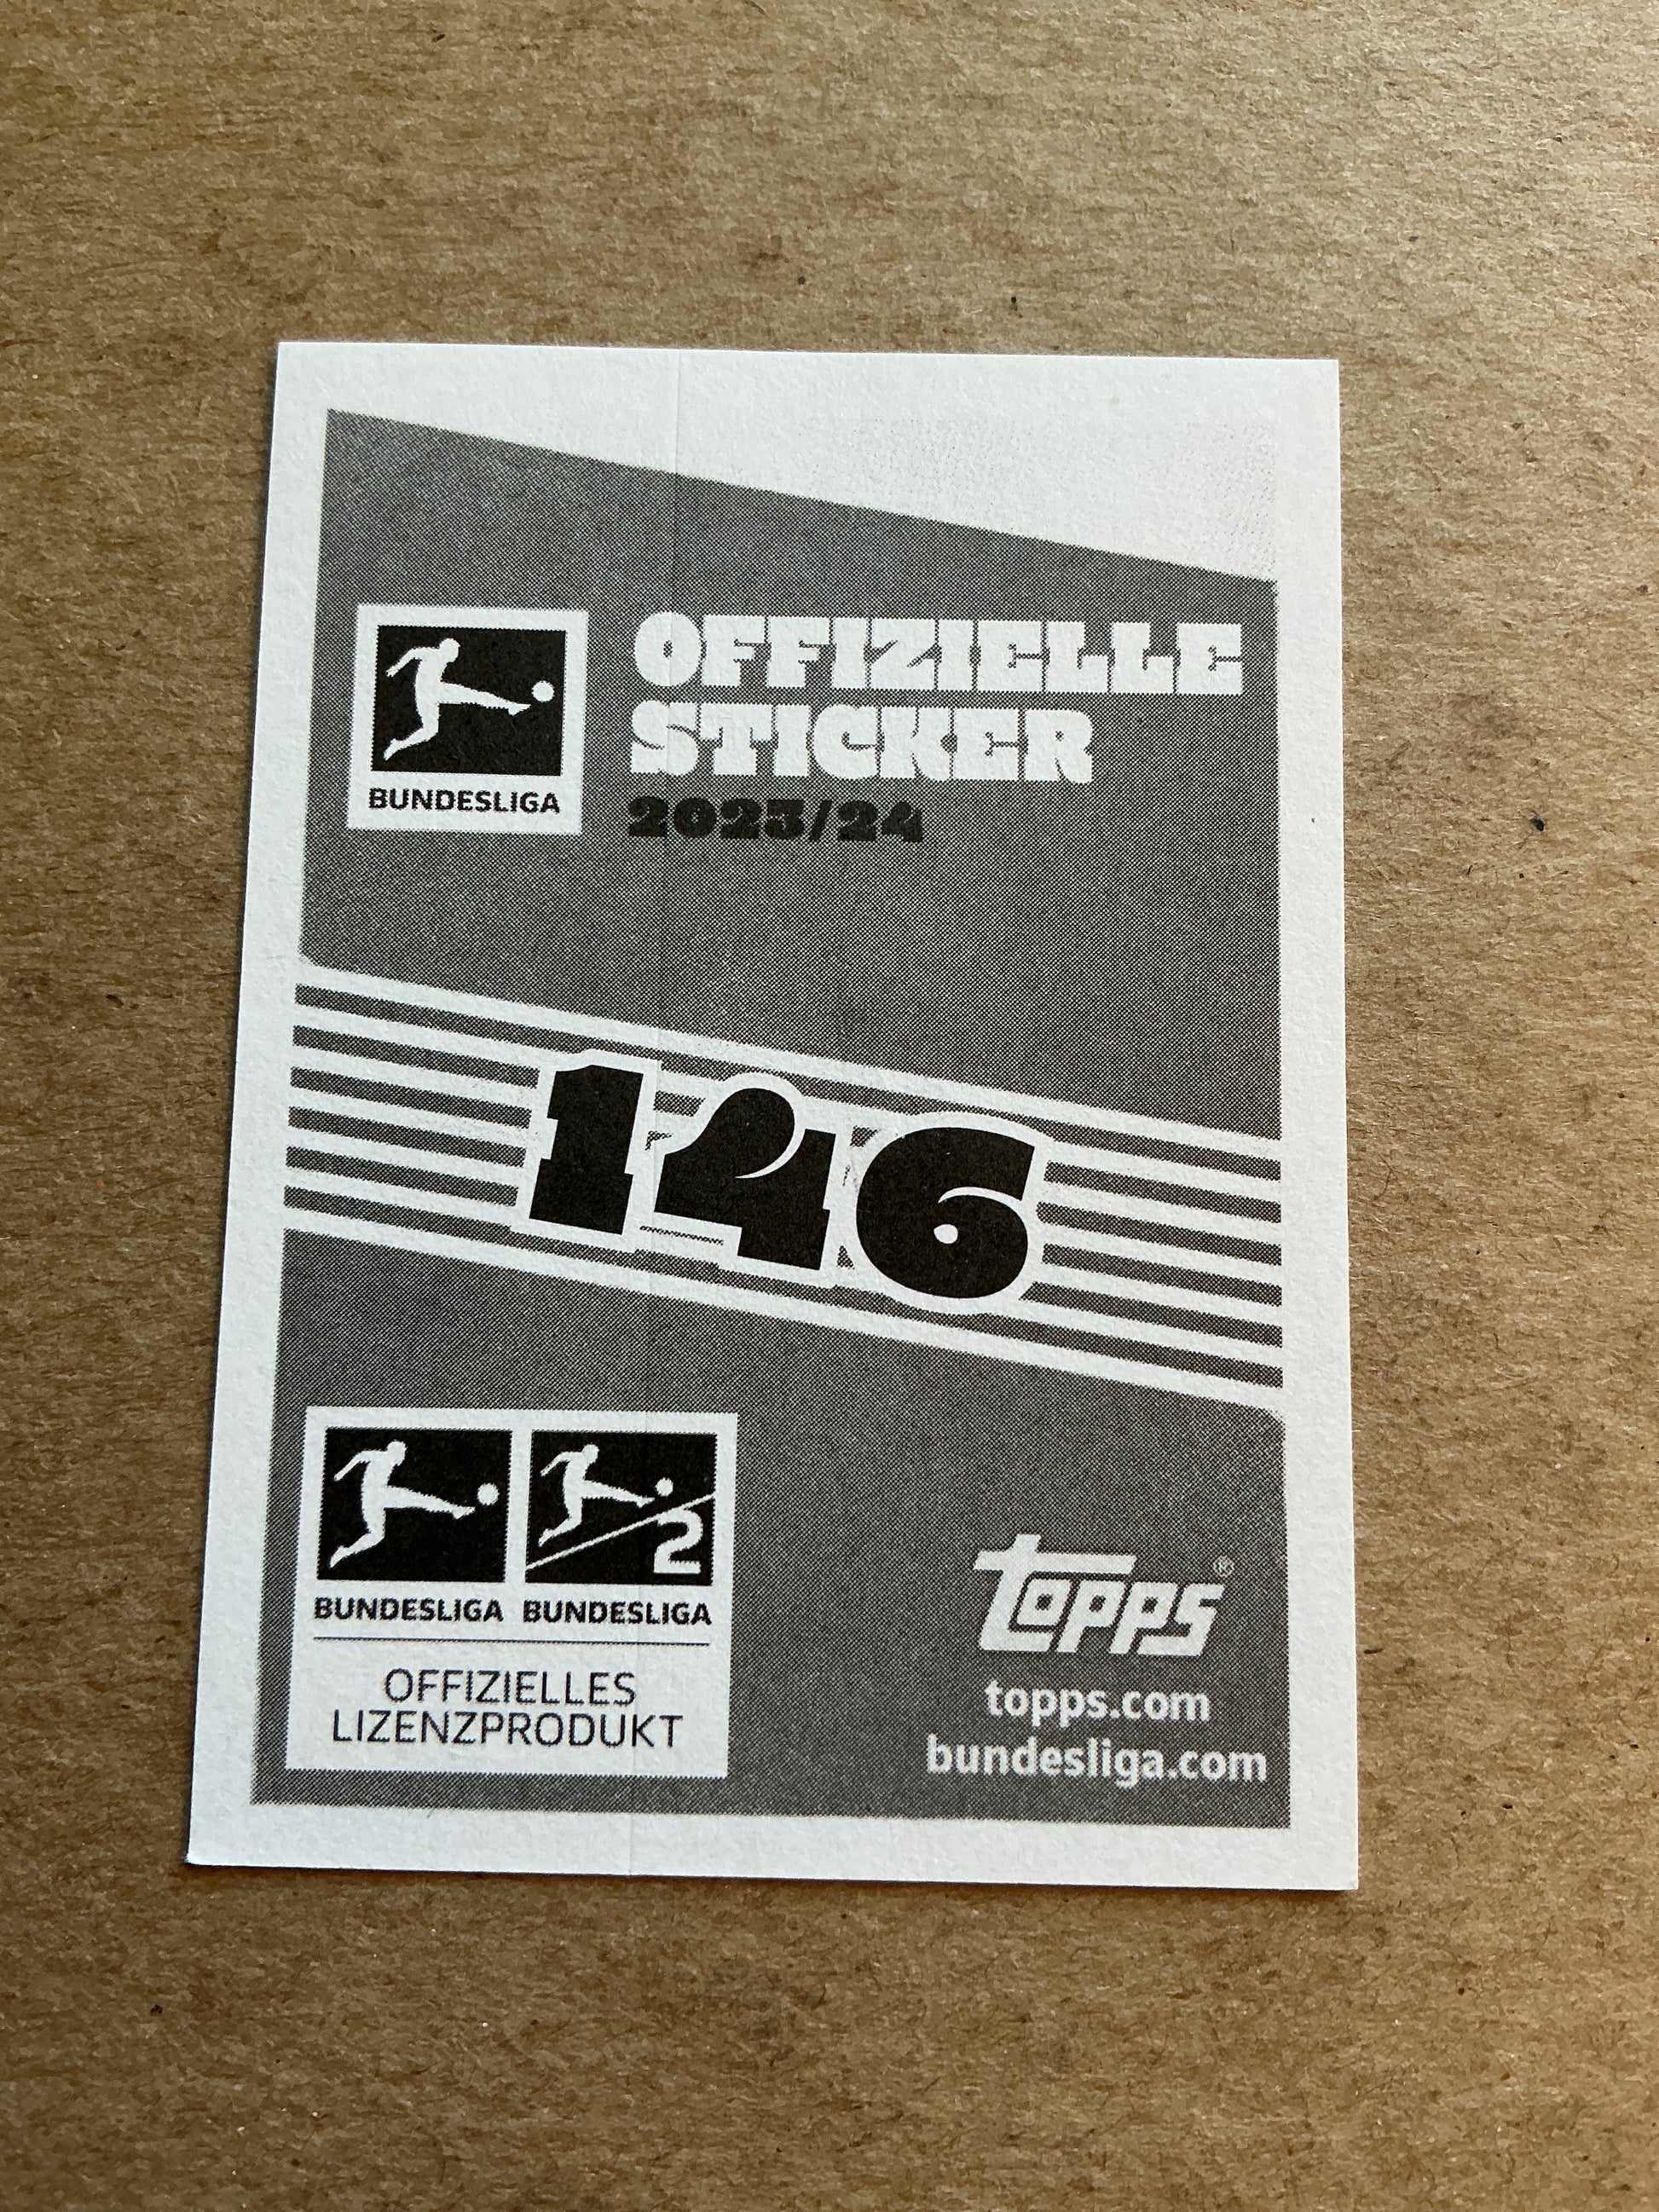 BUNDESLIGA
OFFIZIELLE
STICKER
2023/24
146
2
BUNDESLIGA BUNDESLIGA
OFFIZIELLES
LIZENZPRODUKT
topps®
topps.com
bundesliga.com